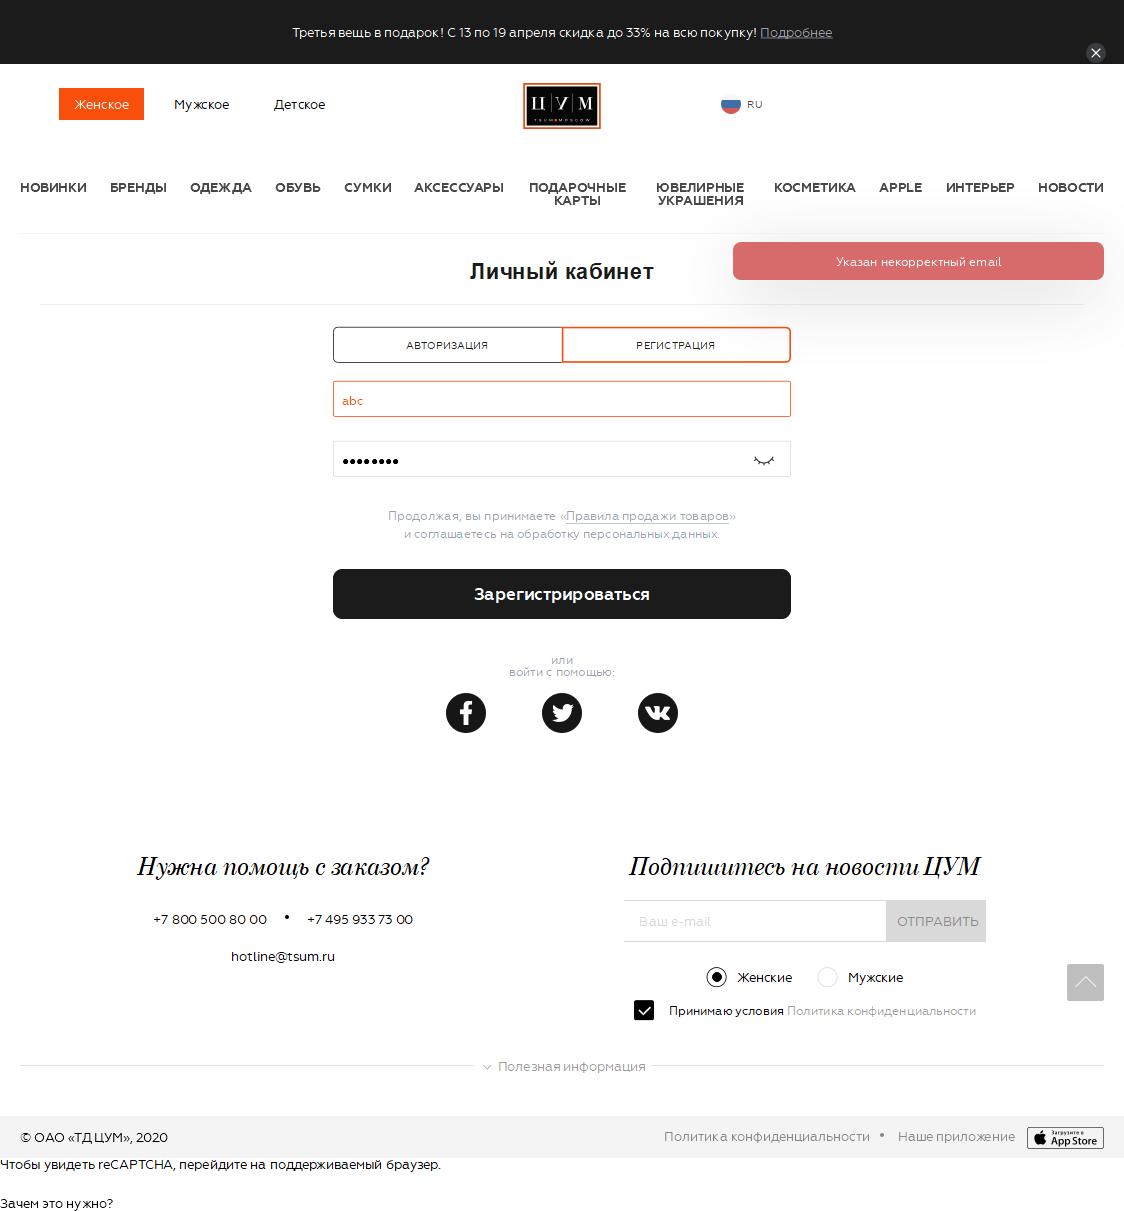 Третья вещь в подарок! С 13 по 19 апреля скидка до 33% на всю покупку! Подробнее
Женское
Мужское
Детское
ЦУМ
TSUM MOSCOW
RU
НОВИНКИ
БРЕНДЫ
ОДЕЖДА
ОБУВЬ
СУМКИ
АКСЕССУАРЫ
ПОДАРОЧНЫЕ
КАРТЫ
ЮВЕЛИРНЫЕ
УКРАШЕНИЯ
КОСМЕТИКА
APPLE
ИНТЕРЬЕР
НОВОСТИ
Указан некорректный email
Личный кабинет
АВТОРИЗАЦИЯ
РЕГИСТРАЦИЯ
abc
Продолжая, вы принимаете «Правила продажи товаров»
и соглашаетесь на обработку персональных данных.
Зарегистрироваться
или
войти с помощью:
Нужна помощь с заказом?
+7 800 500 80 00 • +7 495 933 73 00
hotline@tsum.ru
Подпишитесь на новости ЦУМ
Ваш e-mail
ОТПРАВИТЬ
Женские
Мужские
Принимаю условия Политика конфиденциальности
Полезная информация
© ОАО «ТД ЦУМ», 2020
Политика конфиденциальности • Наше приложение
Загрузите в
App Store
Чтобы увидеть reCAPTCHA, перейдите на поддерживаемый браузер.
Зачем это нужно?